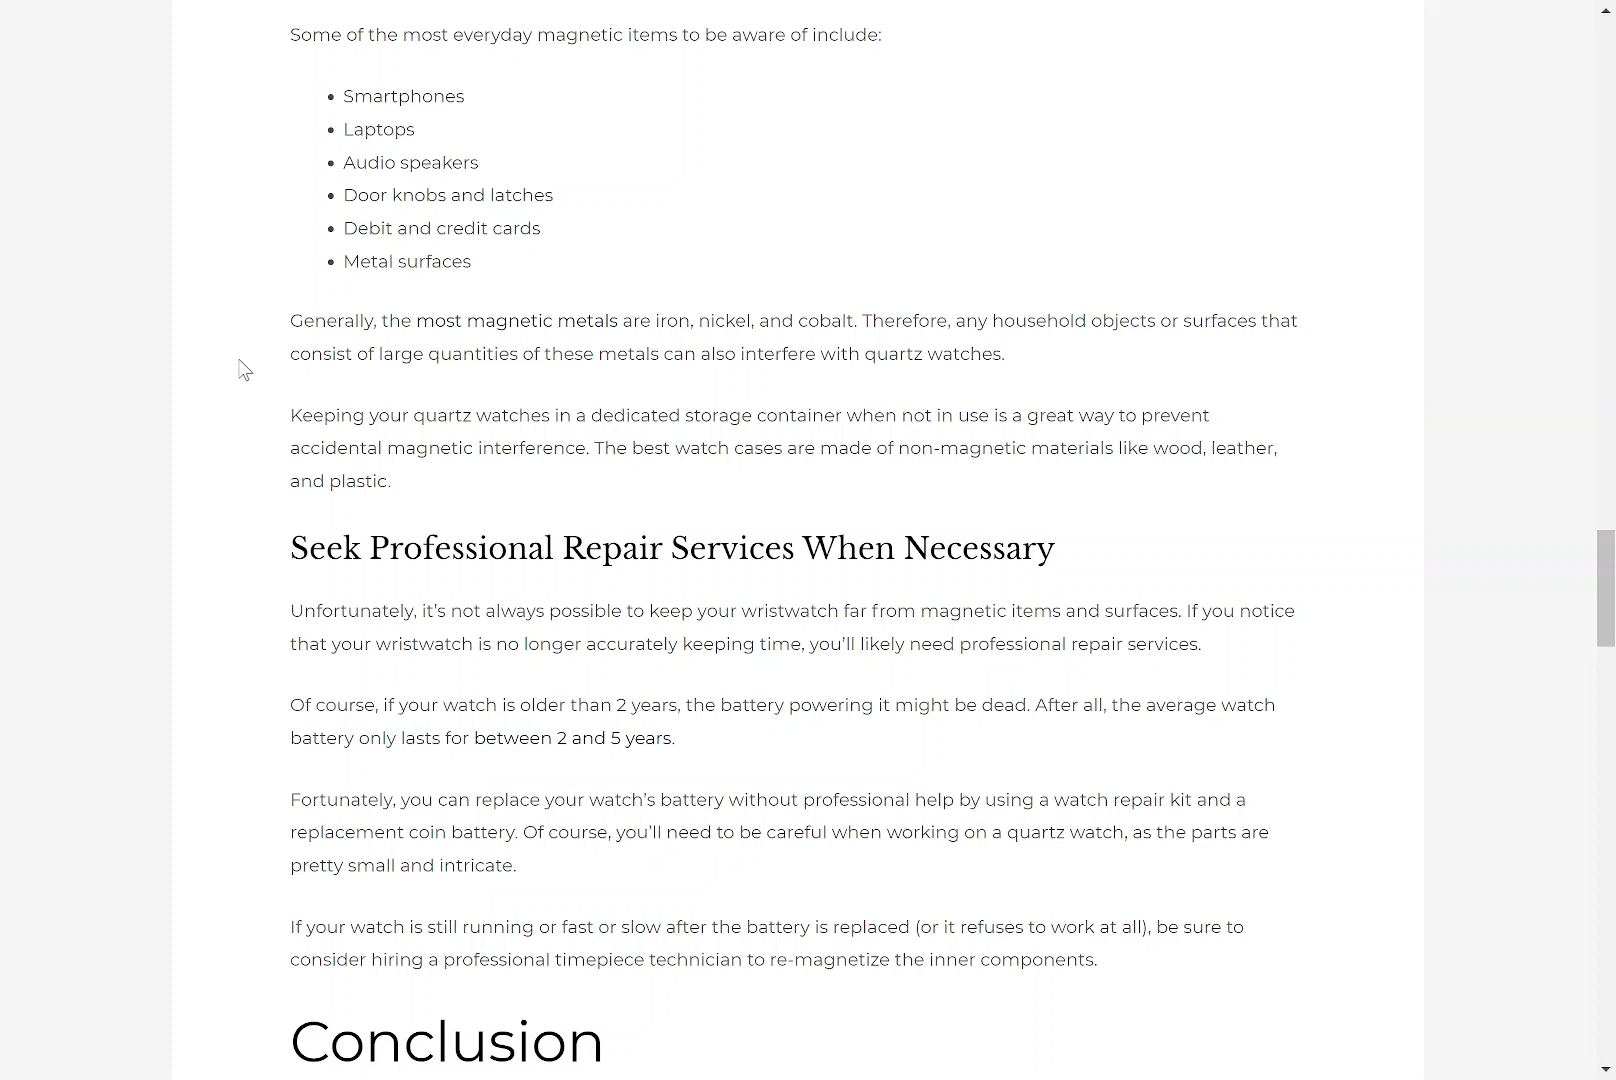 Some of the most everyday magnetic items to be aware of include:
• Smartphones
• Laptops
• Audio speakers
• Door knobs and latches
• Debit and credit cards
• Metal surfaces
Generally, the most magnetic metals are iron, nickel, and cobalt. Therefore, any household objects or surfaces that
consist of large quantities of these metals can also interfere with quartz watches.
Keeping your quartz watches in a dedicated storage container when not in use is a great way to prevent
accidental magnetic interference. The best watch cases are made of non-magnetic materials like wood, leather,
and plastic.
Seek Professional Repair Services When Necessary
Unfortunately, it’s not always possible to keep your wristwatch far from magnetic items and surfaces. If you notice
that your wristwatch is no longer accurately keeping time, you’ll likely need professional repair services.
Of course, if your watch is older than 2 years, the battery powering it might be dead. After all, the average watch
battery only lasts for between 2 and 5 years.
Fortunately, you can replace your watch’s battery without professional help by using a watch repair kit and a
replacement coin battery. Of course, you’ll need to be careful when working on a quartz watch, as the parts are
pretty small and intricate.
If your watch is still running or fast or slow after the battery is replaced (or it refuses to work at all), be sure to
consider hiring a professional timepiece technician to re-magnetize the inner components.
Conclusion